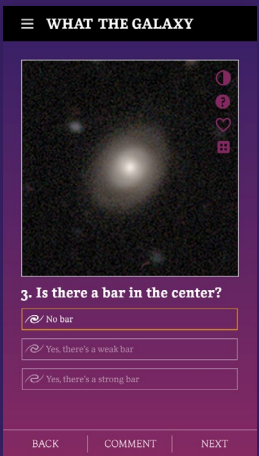 WHAT THE GALAXY
?
3. Is there a bar in the center?
No bar
Yes, there's a weak bar
Yes, there's a strong bar
BACK COMMENT NEXT